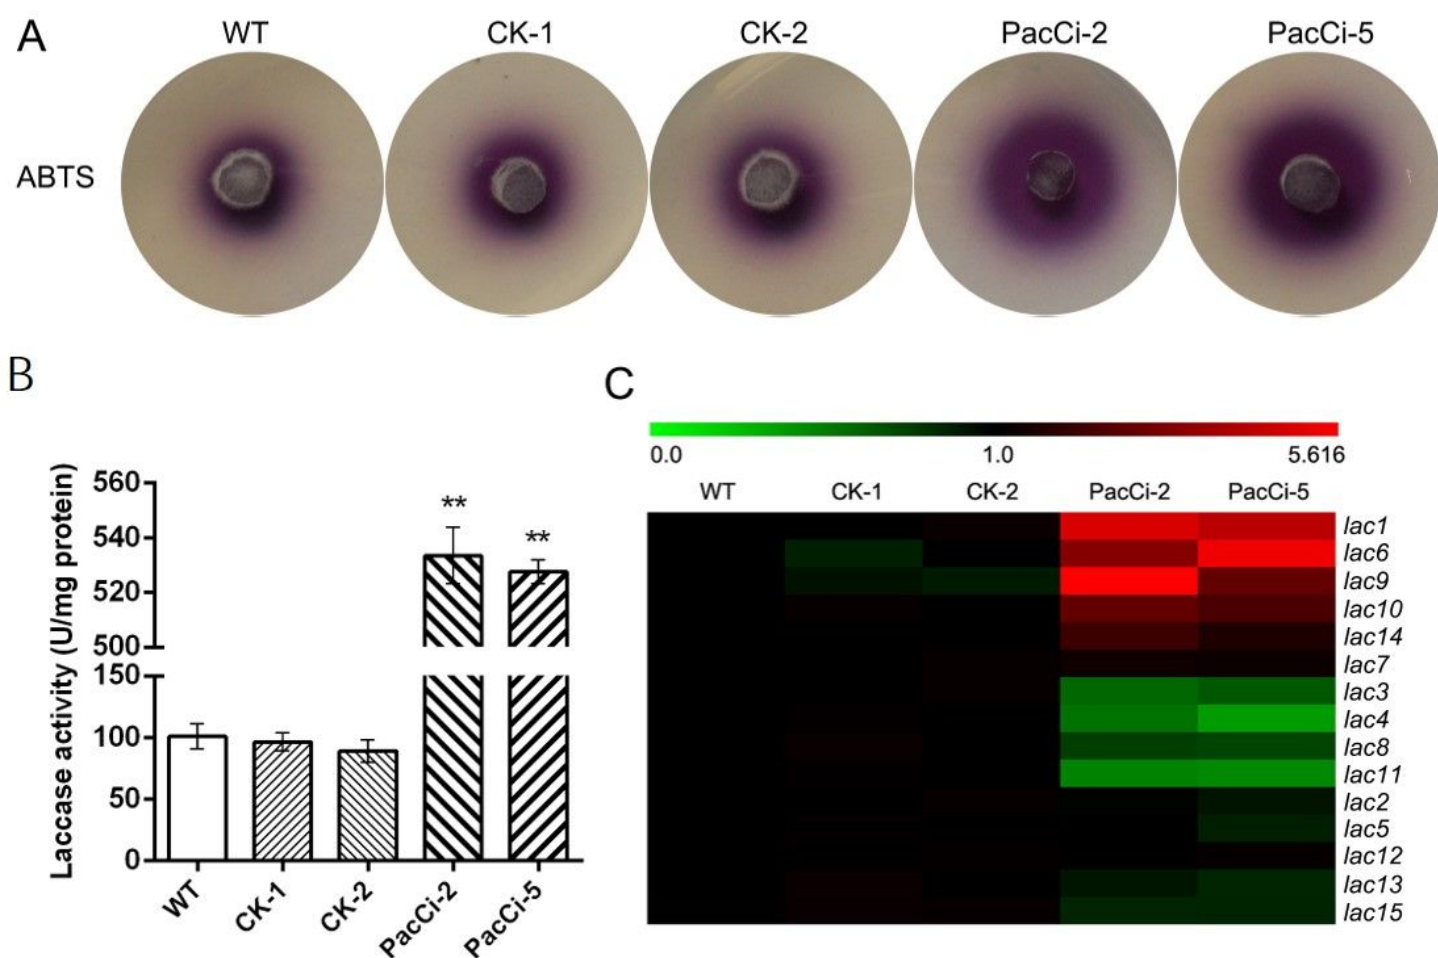 A
WT CK-1 CK-2 PacCi-2 PacCi-5
ABTS
B
Laccase activity (U/mg protein)
560
540
520
500
150
100
50
0
** **
WT CK-1 CK-2 PacCi-2 PacCi-5
C
0.0 1.0 5.616
WT CK-1 CK-2 PacCi-2 PacCi-5
lac1
lac6
lac9
lac10
lac14
lac7
lac3
lac4
lac8
lac11
lac2
lac5
lac12
lac13
lac15